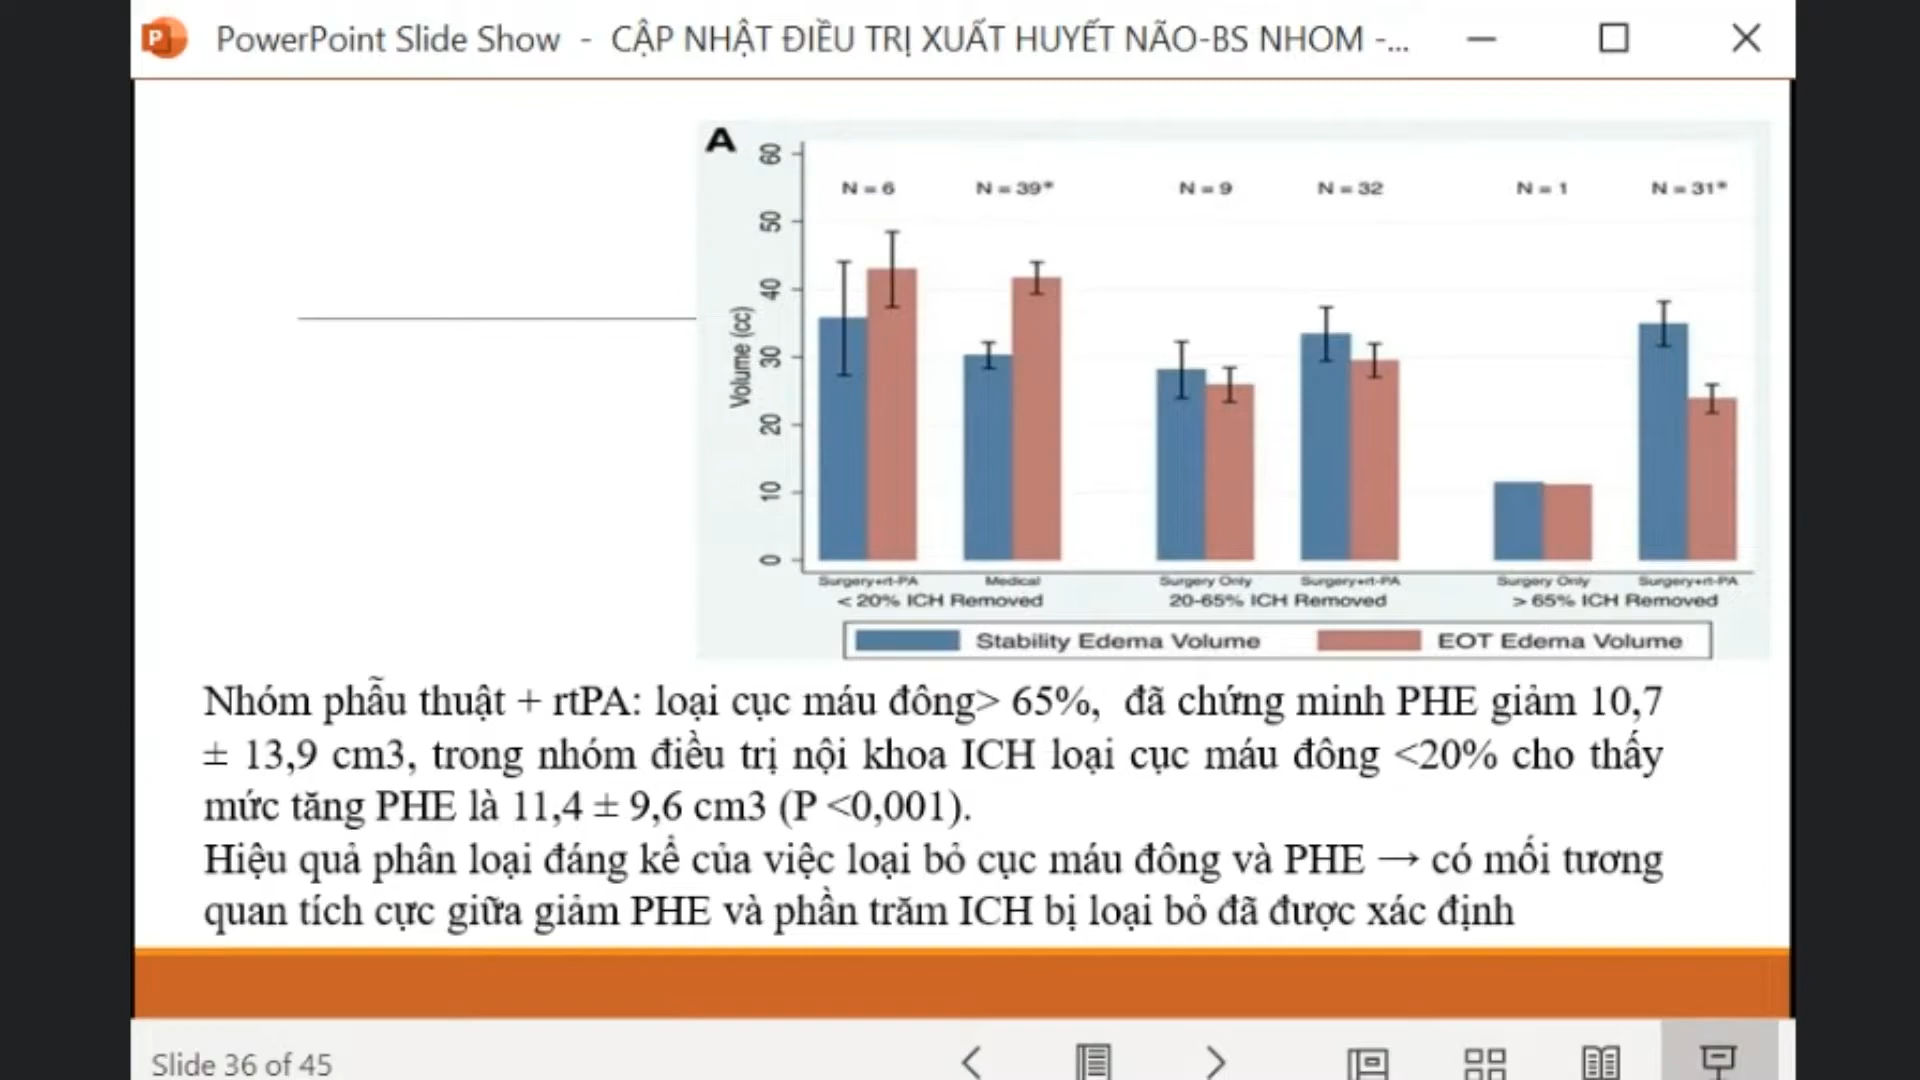 PowerPoint Slide Show - CẬP NHẬT ĐIỀU TRỊ XUẤT HUYẾT NÃO-BS NHOM -...
A
60
50
40
30
20
10
0
Volume (cc)
N = 6 N = 39* N = 9 N = 32 N = 1 N = 31*
Surgery+rt-PA Medical Surgery Only Surgery+rt-PA Surgery Only Surgery+rt-PA
< 20% ICH Removed 20-65% ICH Removed > 65% ICH Removed
Stability Edema Volume EOT Edema Volume
Nhóm phẫu thuật + rtPA: loại cục máu đông> 65%, đã chứng minh PHE giảm 10,7
± 13,9 cm3, trong nhóm điều trị nội khoa ICH loại cục máu đông <20% cho thấy
mức tăng PHE là 11,4 ± 9,6 cm3 (P <0,001).
Hiệu quả phân loại đáng kể của việc loại bỏ cục máu đông và PHE → có mối tương
quan tích cực giữa giảm PHE và phần trăm ICH bị loại bỏ đã được xác định
Slide 36 of 45